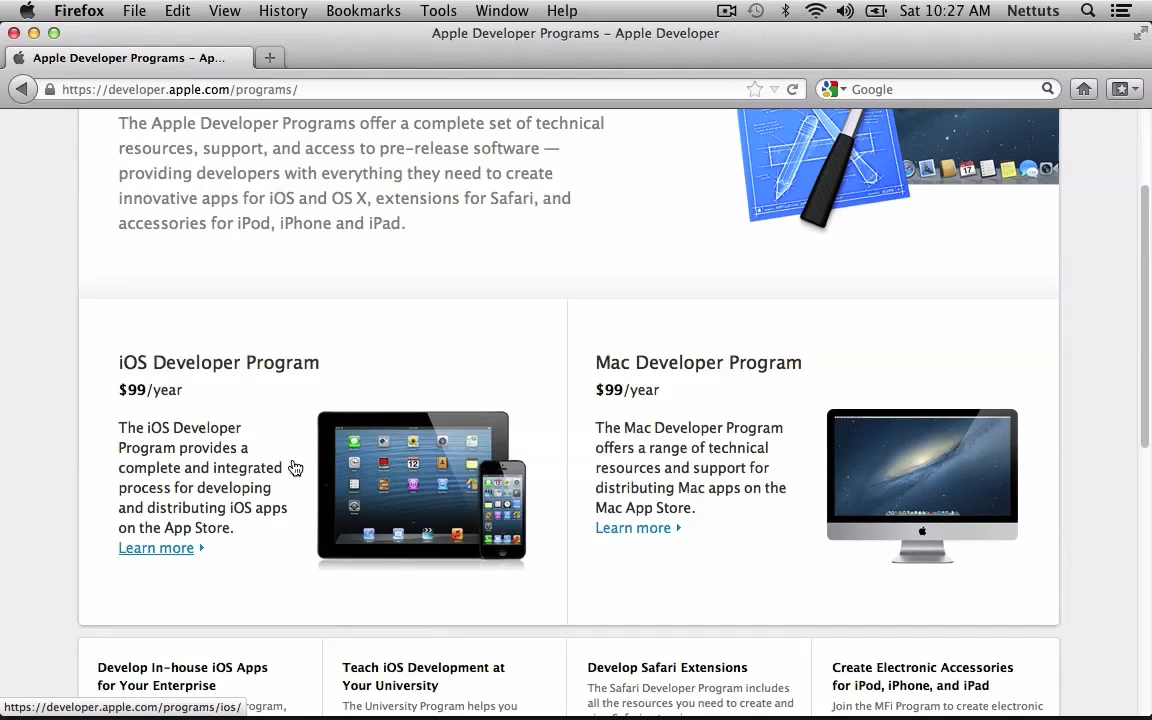 Firefox File Edit View History Bookmarks Tools Window Help Sat 10:27 AM Nettuts
Apple Developer Programs – Apple Developer
Apple Developer Programs – Ap...
https://developer.apple.com/programs/ Google
The Apple Developer Programs offer a complete set of technical
resources, support, and access to pre-release software —
providing developers with everything they need to create
innovative apps for iOS and OS X, extensions for Safari, and
accessories for iPod, iPhone and iPad.
iOS Developer Program
$99/year
The iOS Developer
Program provides a
complete and integrated
process for developing
and distributing iOS apps
on the App Store.
Learn more
Mac Developer Program
$99/year
The Mac Developer Program
offers a range of technical
resources and support for
distributing Mac apps on the
Mac App Store.
Learn more
Develop In-house iOS Apps
for Your Enterprise
rogram,
Teach iOS Development at
Your University
The University Program helps you
Develop Safari Extensions
The Safari Developer Program includes
all the resources you need to create and
Create Electronic Accessories
for iPod, iPhone, and iPad
Join the MFi Program to create electronic
https://developer.apple.com/programs/ios/